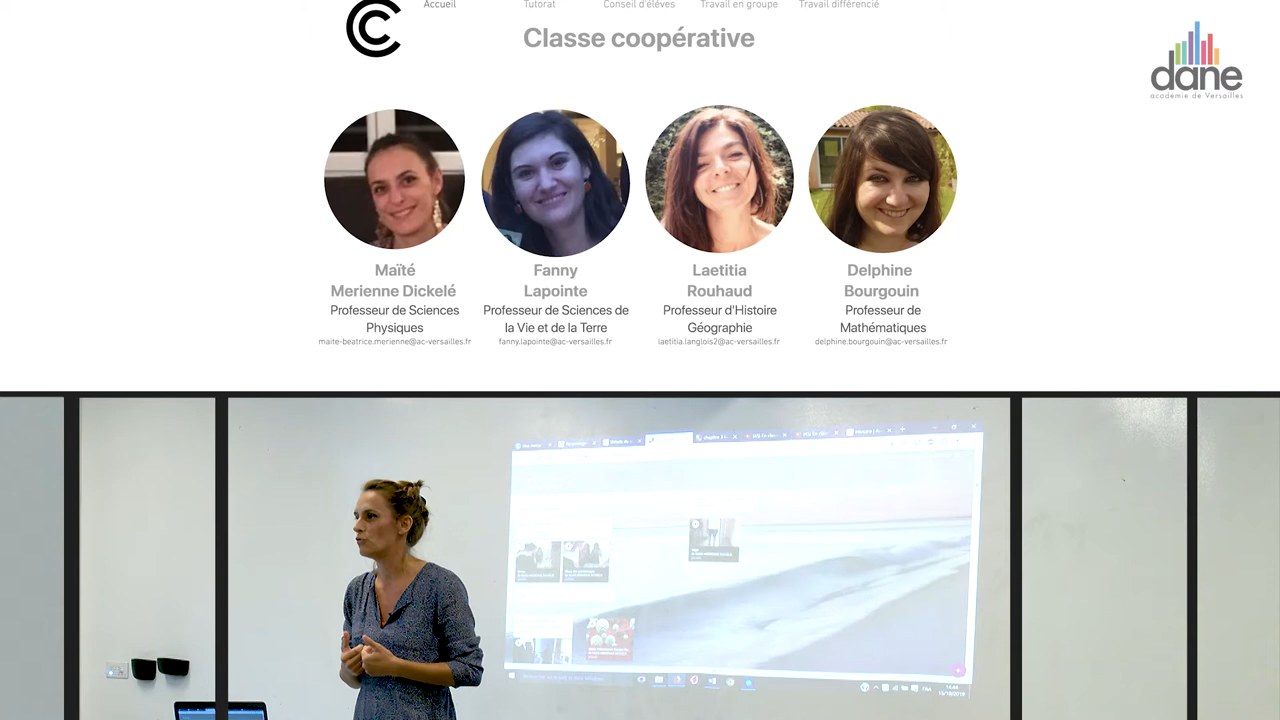 Accueil
Tutorat
Conseil d'élèves
Travail en groupe
Travail différencié
Classe coopérative
dane
académie de Versailles
Maïté
Merienne Dickelé
Professeur de Sciences
Physiques
maite-beatrice.merienne@ac-versailles.fr
Fanny
Lapointe
Professeur de Sciences de
la Vie et de la Terre
fanny.lapointe@ac-versailles.fr
Laetitia
Rouhaud
Professeur d'Histoire
Géographie
laetitia.langlois2@ac-versailles.fr
Delphine
Bourgouin
Professeur de
Mathématiques
delphine.bourgouin@ac-versailles.fr